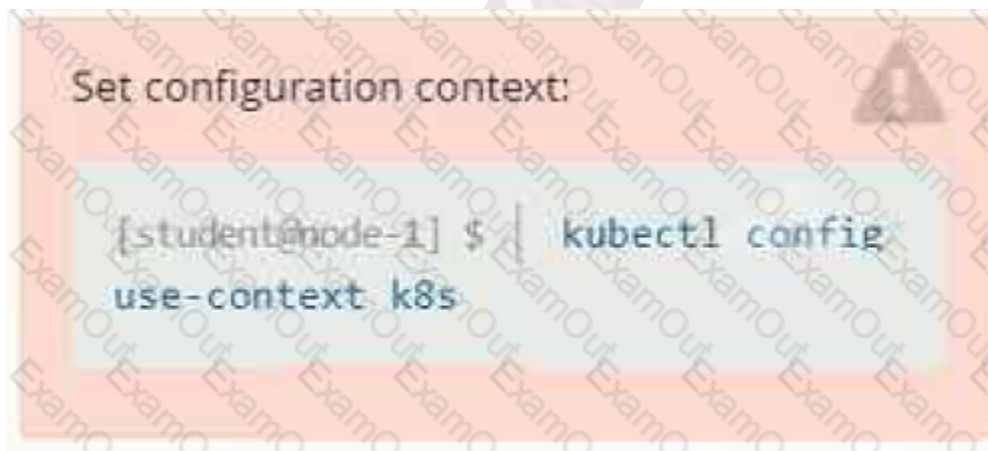 Set configuration context:
[student@node-1] $ | kubectl config
use-context k8s